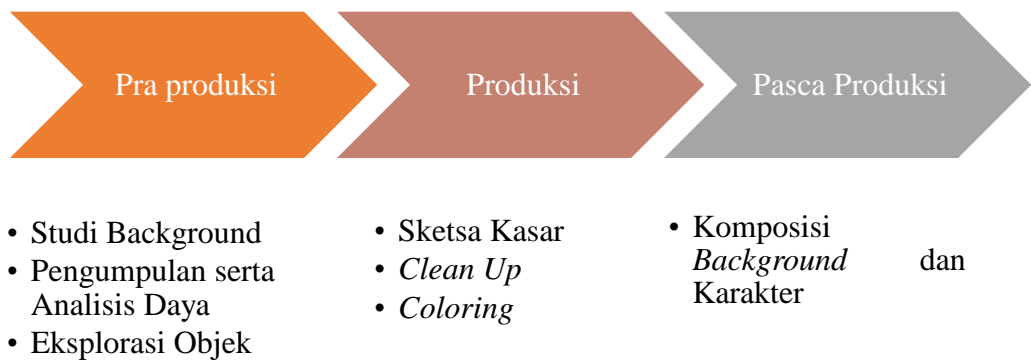 Pra produksi
Produksi
Pasca Produksi
• Studi Background
• Pengumpulan serta
Analisis Daya
• Eksplorasi Objek
• Sketsa Kasar
• Clean Up
• Coloring
• Komposisi
Background dan
Karakter